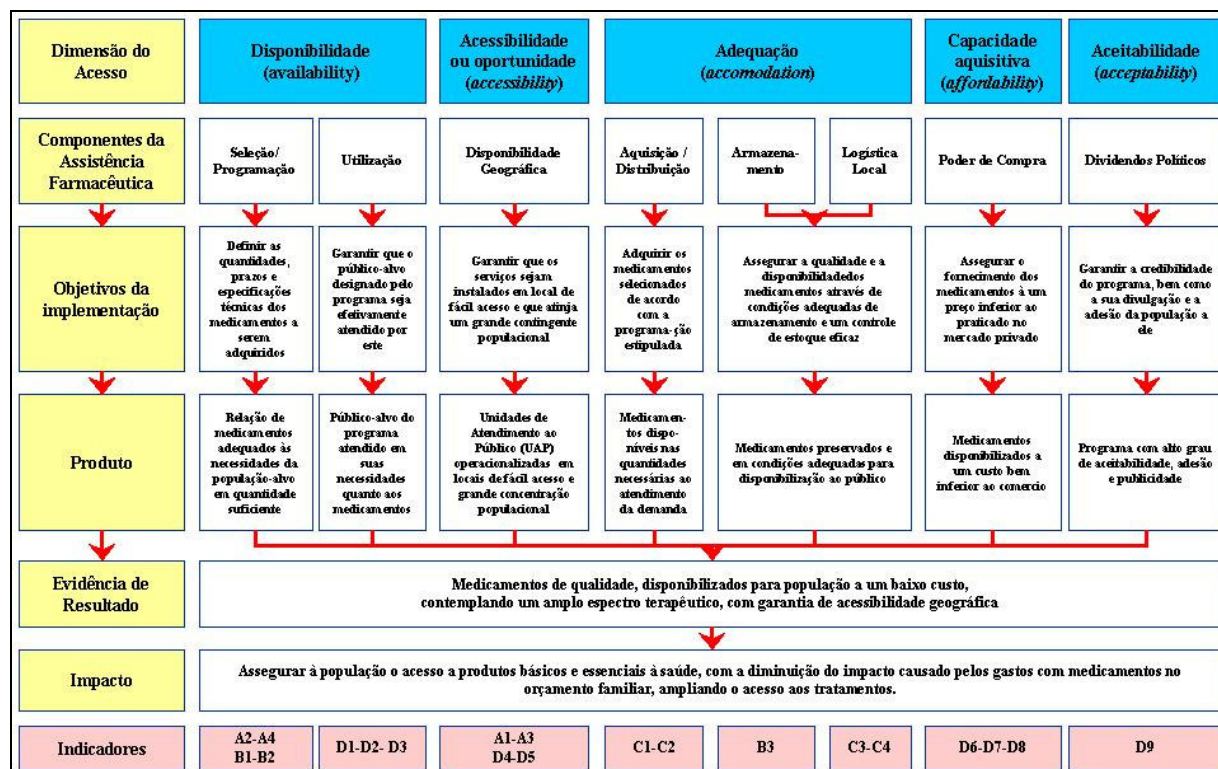 Dimensão do
Acesso
Disponibilidade
(availability)
Acessibilidade
ou oportunidade
(accessibility)
Adequação
(accomodation)
Capacidade
aquisitiva
(affordability)
Aceitabilidade
(acceptability)
Componentes da
Assistência
Farmacêutica
Seleção/
Programação
Utilização
Disponibilidade
Geográfica
Aquisição /
Distribuição
Armazena-
mento
Logística
Local
Poder de Compra
Dividendos Políticos
Objetivos da
implementação
Definir as
quantidades,
prazos e
especificações
técnicas dos
medicamentos a
serem
adquiridos
Garantir que o
público-alvo
designado pelo
programa seja
efetivamente
atendido por
este
Garantir que os
serviços sejam
instalados em local de
fácil acesso e que atinja
um grande contingente
populacional
Adquirir os
medicamentos
selecionados
de acordo
com a
programa-ção
estipulada
Assegurar a qualidade e a
disponibilidadedos
medicamentos através de
condições adequadas de
armazenamento e um controle
de estoque eficaz
Assegurar o
fornecimento dos
medicamentos à um
preço inferior ao
praticado no
mercado privado
Garantir a credibilidade
do programa, bem como
a sua divulgação e a
adesão da população a
ele
Produto
Relação de
medicamentos
adequados às
necessidades da
população-alvo
em quantidade
suficiente
Público-alvo do
programa
atendido em
suas
necessidades
quanto aos
medicamentos
Unidades de
Atendimento ao
Público (UAP)
operacionalizadas em
locais de fácil acesso e
grande concentração
populacional
Medicamen-
tos dispo-
níveis nas
quantidades
necessárias ao
atendimento
da demanda
Medicamentos preservados e
em condições adequadas para
disponibilização ao público
Medicamentos
disponibilizados a
um custo bem
inferior ao comercio
Programa com alto grau
de aceitabilidade, adesão
e publicidade
Evidência de
Resultado
Medicamentos de qualidade, disponibilizados para população a um baixo custo,
contemplando um amplo espectro terapêutico, com garantia de acessibilidade geográfica
Impacto
Assegurar à população o acesso a produtos básicos e essenciais à saúde, com a diminuição do impacto causado pelos gastos com medicamentos no
orçamento familiar, ampliando o acesso aos tratamentos.
Indicadores
A2-A4
B1-B2
D1-D2- D3
A1-A3
D4-D5
C1-C2
B3
C3-C4
D6-D7-D8
D9